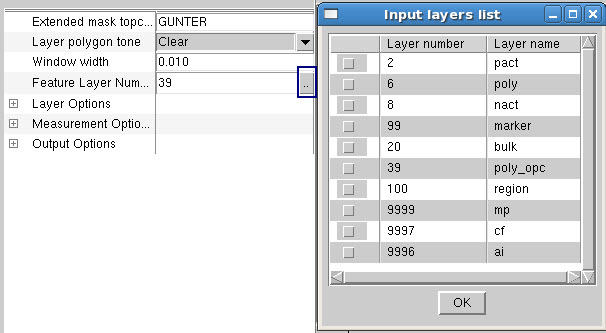 Extended mask topc... GUNTER
Layer polygon tone Clear
Window width 0.010
Feature Layer Num... 39 ..
Layer Options
Measurement Optio...
Output Options
Input layers list
Layer number Layer name
2 pact
6 poly
8 nact
99 marker
20 bulk
39 poly_opc
100 region
9999 mp
9997 cf
9996 ai
OK